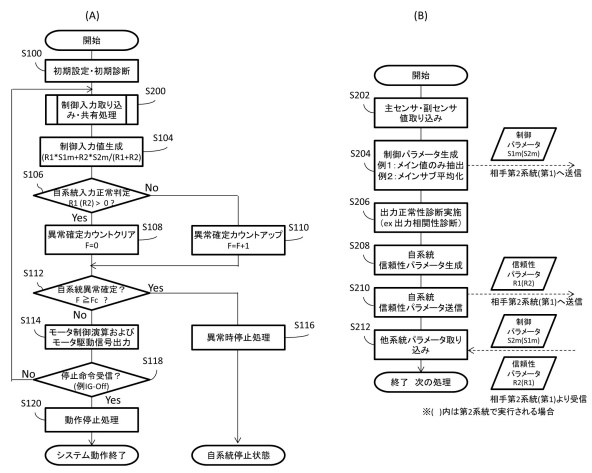 (A)
開始
S100
初期設定・初期診断
S200
制御入力取り込
み・共有処理
S104
制御入力値生成
(R1*S1m+R2*S2m/(R1+R2)
S106
自系統入力正常判定
R1 (R2) > 0 ?
No
Yes
S108
異常確定カウントクリア
F=0
S110
異常確定カウントアップ
F=F+1
S112
自系統異常確定？
F ≧Fc ？
Yes
No
S114
モータ制御演算および
モータ駆動信号出力
S116
異常時停止処理
S118
停止命令受信？
(例IG-Off)
No
Yes
S120
動作停止処理
システム動作終了
自系統停止状態
(B)
開始
S202
主センサ・副センサ
値取り込み
S204
制御パラメータ生成
例１：メイン値のみ抽出
例２：メインサブ平均化
制御
パラメータ
S1m(S2m)
相手第2系統(第1)へ送信
S206
出力正常性診断実施
(ex 出力相関性診断)
S208
自系統
信頼性パラメータ生成
信頼性
パラメータ
R1(R2)
S210
自系統
信頼性パラメータ送信
相手第2系統(第1)へ送信
S212
他系統パラメータ取り
込み
制御
パラメータ
S2m(S1m)
信頼性
パラメータ
R2(R1)
終了 次の処理
相手第2系統(第1)より受信
※( )内は第2系統で実行される場合